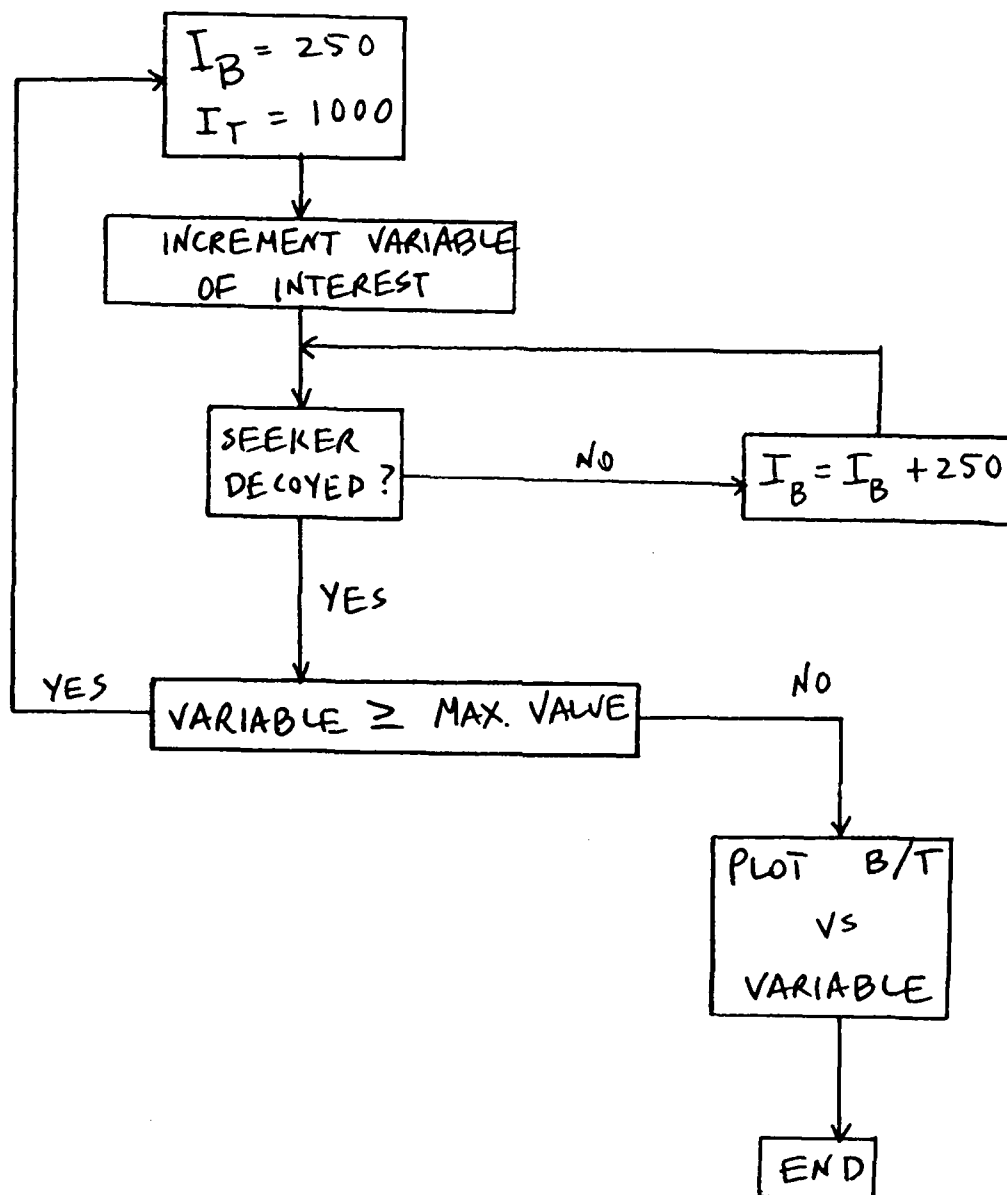 I_B = 250
I_T = 1000
INCREMENT VARIABLE
OF INTEREST
SEEKER
DECOYED?
NO
I_B = I_B + 250
YES
YES
VARIABLE ≥ MAX. VALUE
NO
PLOT B/T
VS
VARIABLE
END